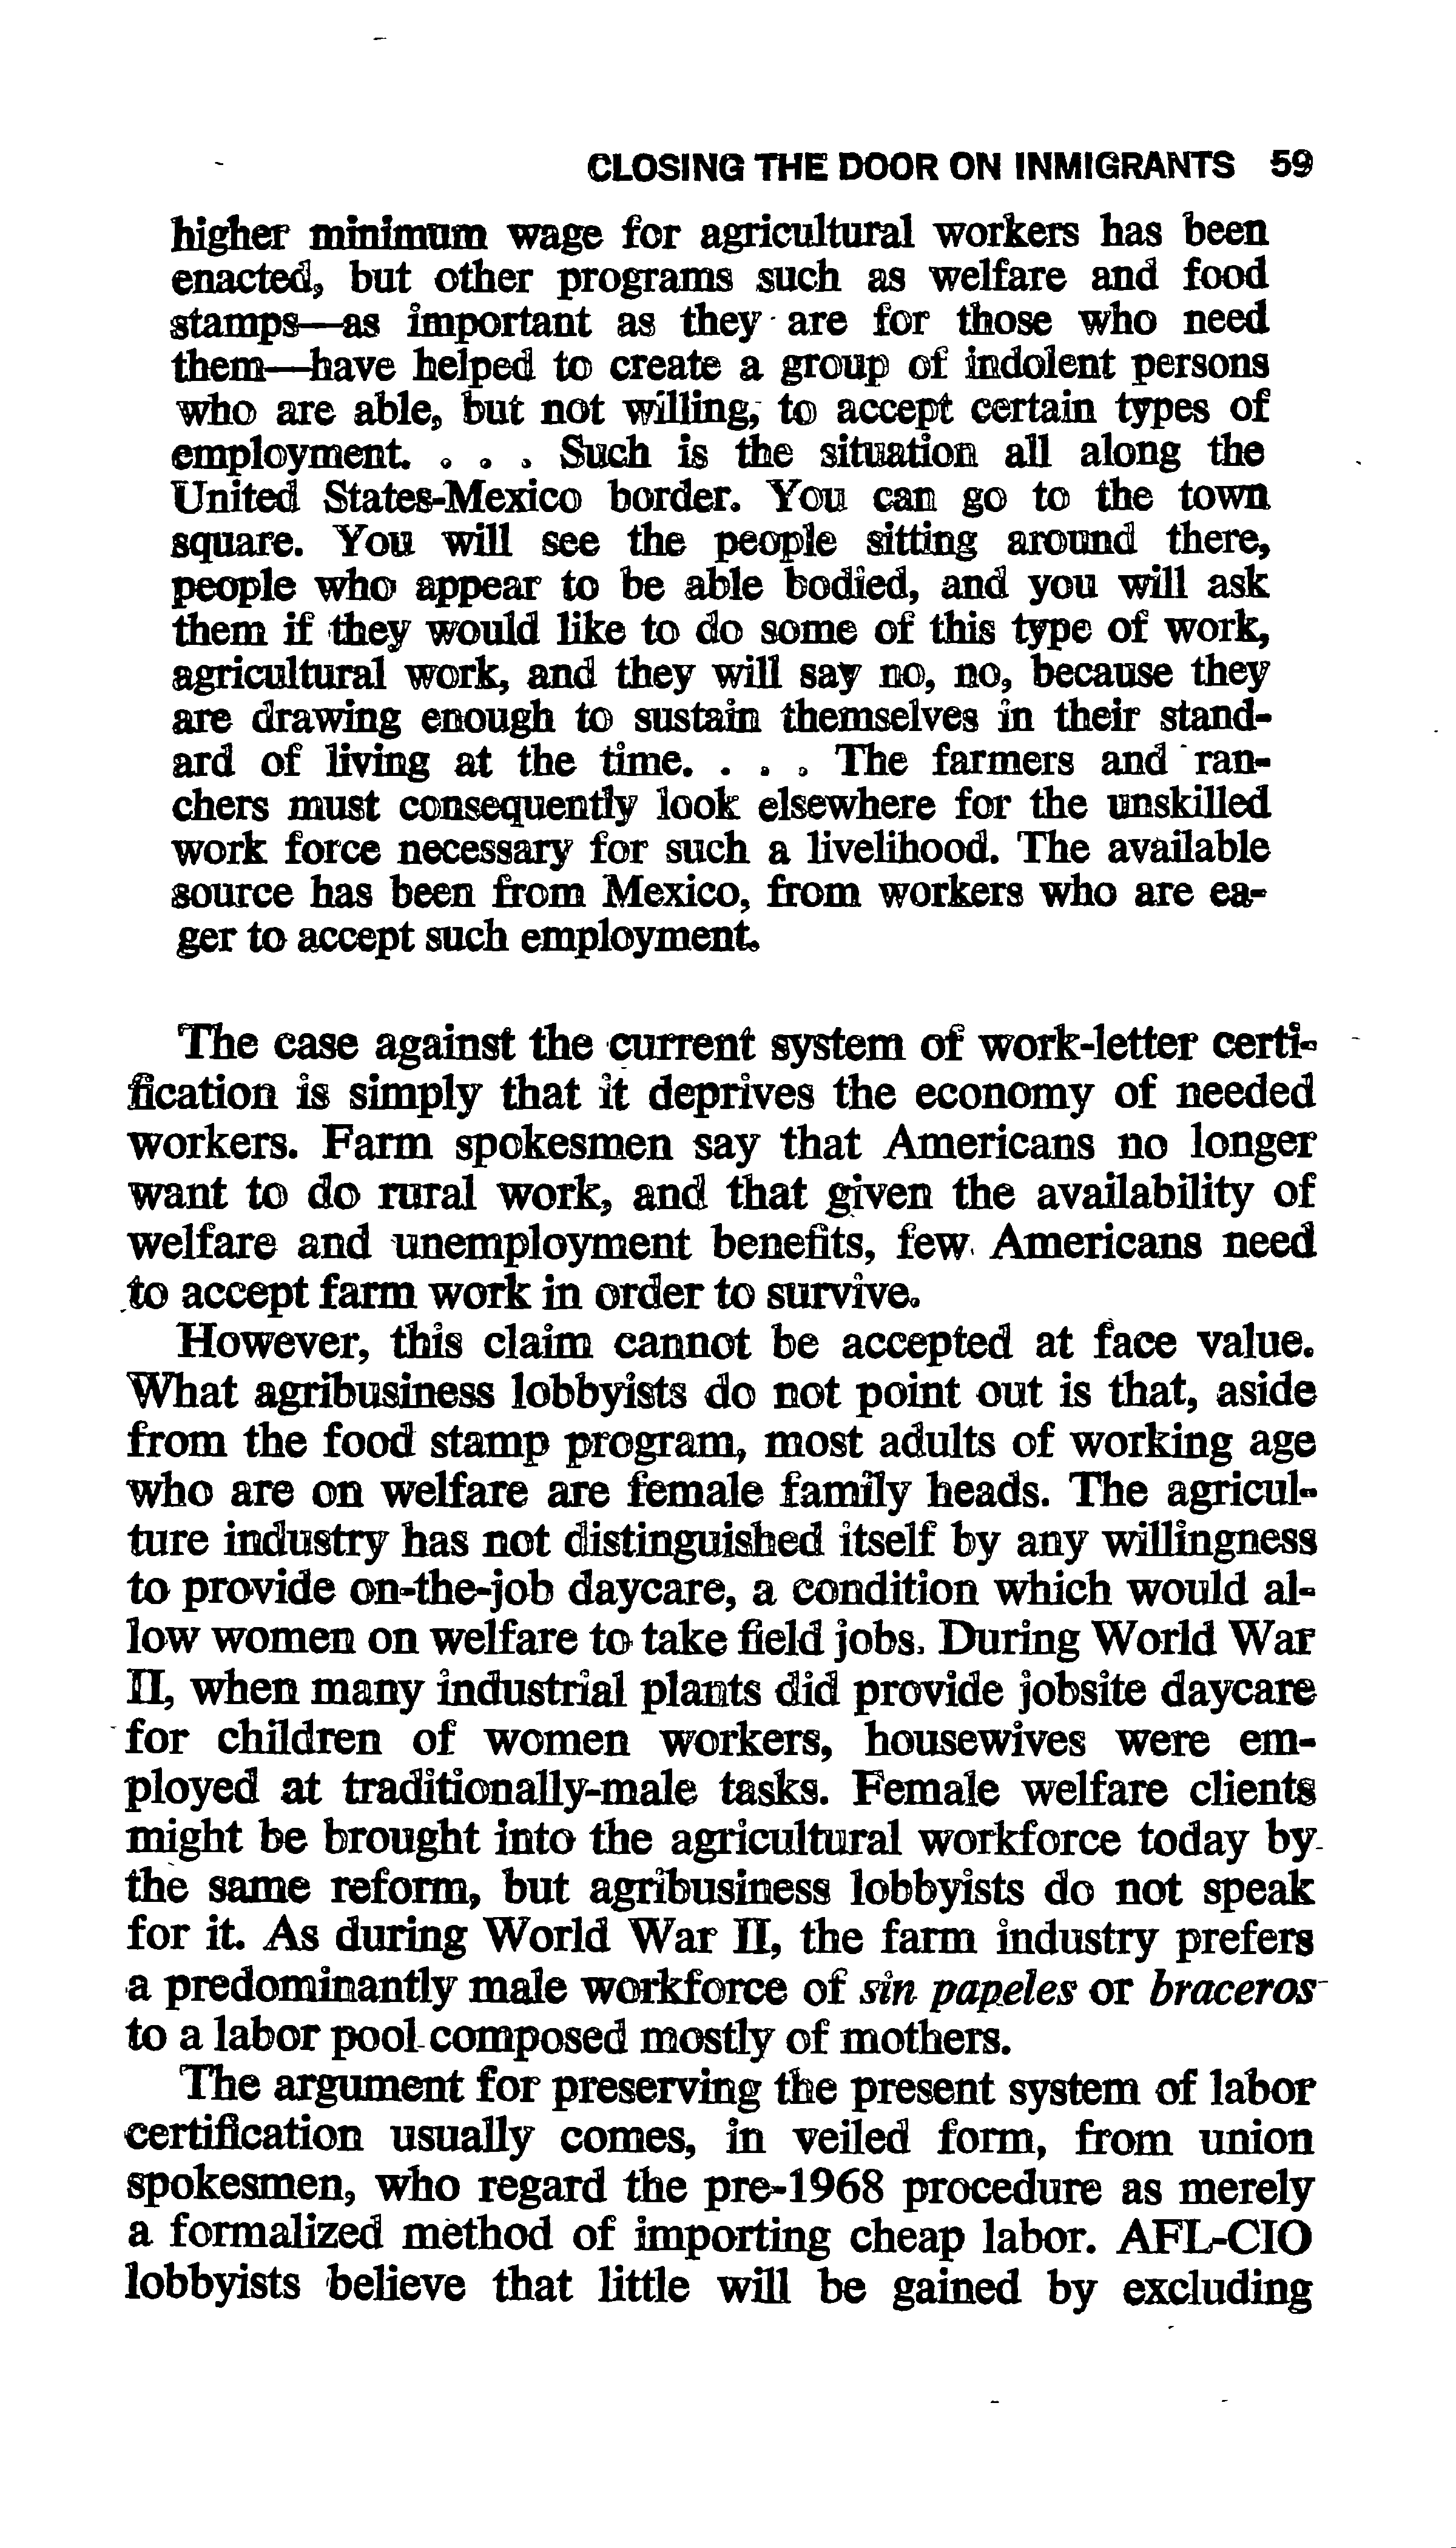 CLOSING THE DOOR ON INMIGRANTS 59
higher minimum wage for agricultural workers has been
enacted, but other programs such as welfare and food
stamps—as important as they are for those who need
them—have helped to create a group of indolent persons
who are able, but not willing, to accept certain types of
employment. . . . Such is the situation all along the
United States-Mexico border. You can go to the town
square. You will see the people sitting around there,
people who appear to be able bodied, and you will ask
them if they would like to do some of this type of work,
agricultural work, and they will say no, no, because they
are drawing enough to sustain themselves in their stand-
ard of living at the time. . . . The farmers and ran-
chers must consequently look elsewhere for the unskilled
work force necessary for such a livelihood. The available
source has been from Mexico, from workers who are ea-
ger to accept such employment.
The case against the current system of work-letter certi-
fication is simply that it deprives the economy of needed
workers. Farm spokesmen say that Americans no longer
want to do rural work, and that given the availability of
welfare and unemployment benefits, few Americans need
to accept farm work in order to survive.
However, this claim cannot be accepted at face value.
What agribusiness lobbyists do not point out is that, aside
from the food stamp program, most adults of working age
who are on welfare are female family heads. The agricul-
ture industry has not distinguished itself by any willingness
to provide on-the-job daycare, a condition which would al-
low women on welfare to take field jobs. During World War
II, when many industrial plants did provide jobsite daycare
for children of women workers, housewives were em-
ployed at traditionally-male tasks. Female welfare clients
might be brought into the agricultural workforce today by
the same reform, but agribusiness lobbyists do not speak
for it. As during World War II, the farm industry prefers
a predominantly male workforce of sin papeles or braceros
to a labor pool composed mostly of mothers.
The argument for preserving the present system of labor
certification usually comes, in veiled form, from union
spokesmen, who regard the pre-1968 procedure as merely
a formalized method of importing cheap labor. AFL-CIO
lobbyists believe that little will be gained by excluding